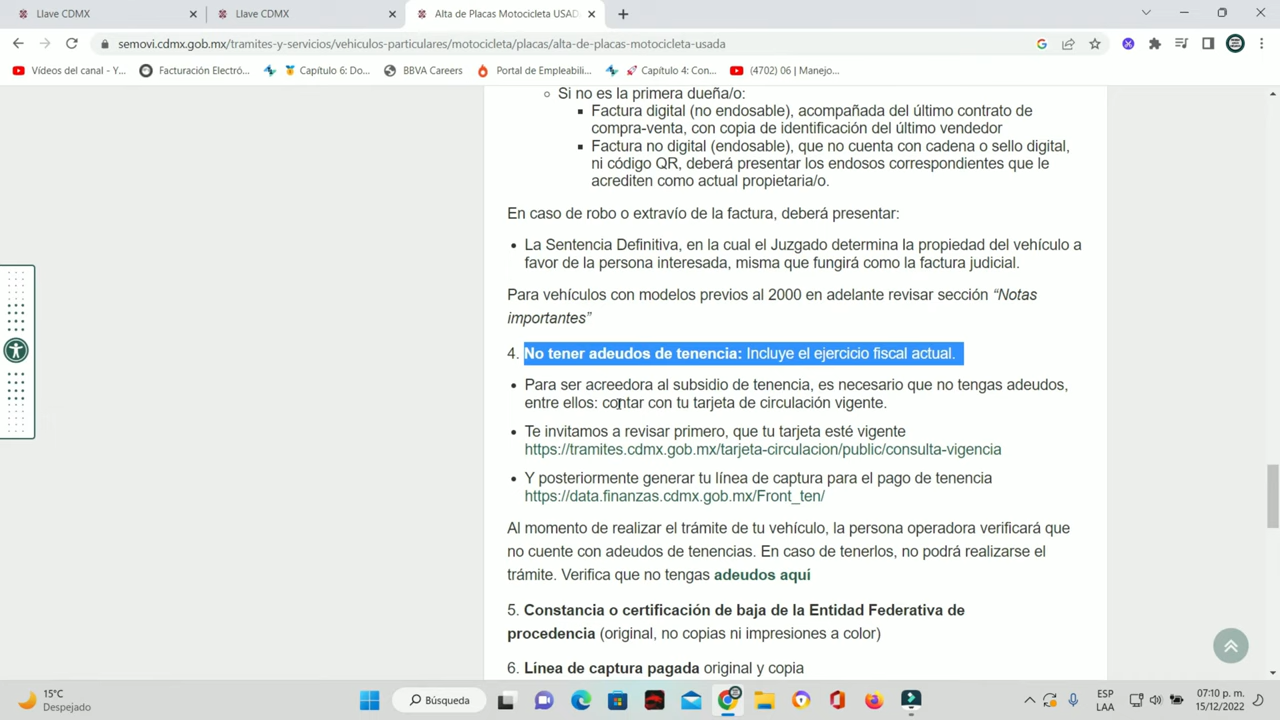 Llave CDMX
Llave CDMX
Alta de Placas Motocicleta USAD
semovi.cdmx.gob.mx/tramites-y-servicios/vehiculos-particulares/motocicleta/placas/alta-de-placas-motocicleta-usada
Vídeos del canal - Y...
Facturación Electró...
Capítulo 6: Do...
BBVA Careers
Portal de Empleabili...
Capítulo 4: Con...
(4702) 06 | Manejo...
Si no es la primera dueña/o:
Factura digital (no endosable), acompañada del último contrato de
compra-venta, con copia de identificación del último vendedor
Factura no digital (endosable), que no cuenta con cadena o sello digital,
ni código QR, deberá presentar los endosos correspondientes que le
acrediten como actual propietaria/o.
En caso de robo o extravío de la factura, deberá presentar:
La Sentencia Definitiva, en la cual el Juzgado determina la propiedad del vehículo a
favor de la persona interesada, misma que fungirá como la factura judicial.
Para vehículos con modelos previos al 2000 en adelante revisar sección “Notas
importantes”
4. No tener adeudos de tenencia: Incluye el ejercicio fiscal actual.
Para ser acreedora al subsidio de tenencia, es necesario que no tengas adeudos,
entre ellos: contar con tu tarjeta de circulación vigente.
Te invitamos a revisar primero, que tu tarjeta esté vigente
https://tramites.cdmx.gob.mx/tarjeta-circulacion/public/consulta-vigencia
Y posteriormente generar tu línea de captura para el pago de tenencia
https://data.finanzas.cdmx.gob.mx/Front_ten/
Al momento de realizar el trámite de tu vehículo, la persona operadora verificará que
no cuente con adeudos de tenencias. En caso de tenerlos, no podrá realizarse el
trámite. Verifica que no tengas adeudos aquí
5. Constancia o certificación de baja de la Entidad Federativa de
procedencia (original, no copias ni impresiones a color)
6. Linea de captura pagada original y copia
15°C
Despejado
Búsqueda
ESP
LAA
07:10 p. m.
15/12/2022